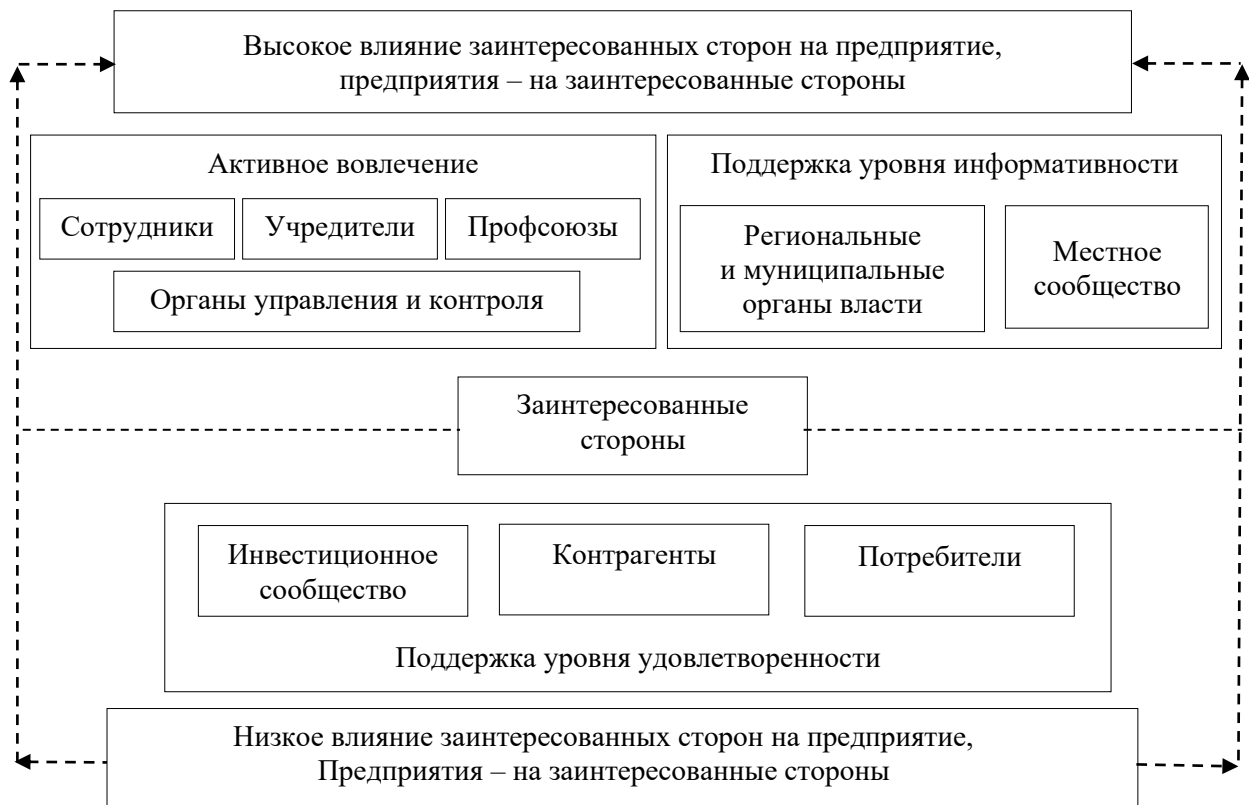 Высокое влияние заинтересованных сторон на предприятие,
предприятия – на заинтересованные стороны
Активное вовлечение
Сотрудники
Учредители
Профсоюзы
Органы управления и контроля
Поддержка уровня информативности
Региональные
и муниципальные
органы власти
Местное
сообщество
Заинтересованные
стороны
Инвестиционное
сообщество
Контрагенты
Потребители
Поддержка уровня удовлетворенности
Низкое влияние заинтересованных сторон на предприятие,
Предприятия – на заинтересованные стороны